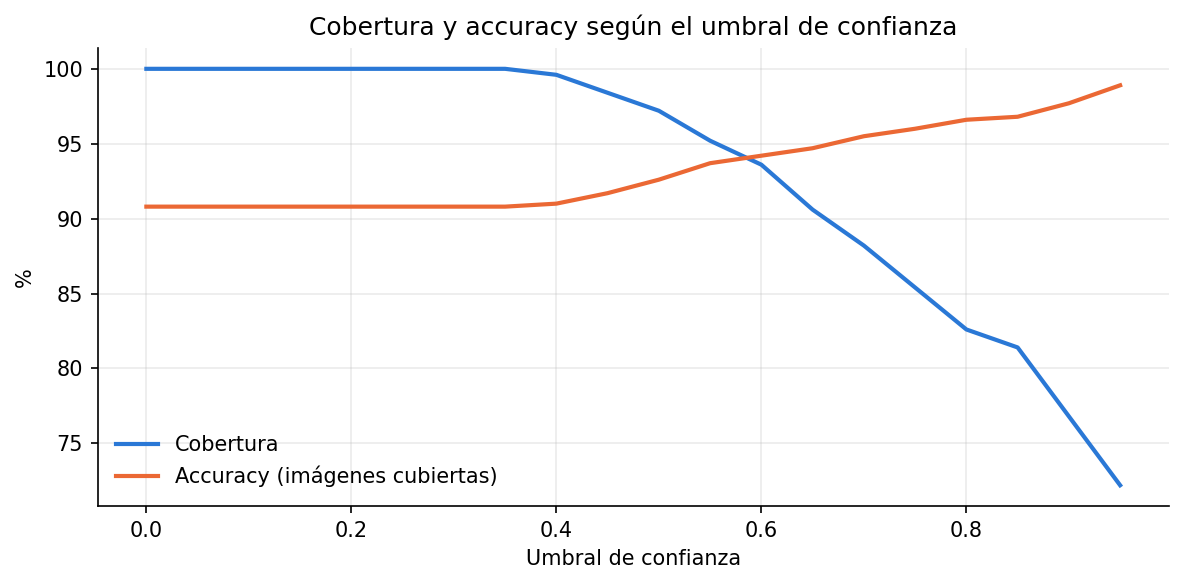 Cobertura y accuracy según el umbral de confianza
100
95
90
85
80
75
%
Cobertura
Accuracy (imágenes cubiertas)
0.0 0.2 0.4 0.6 0.8
Umbral de confianza